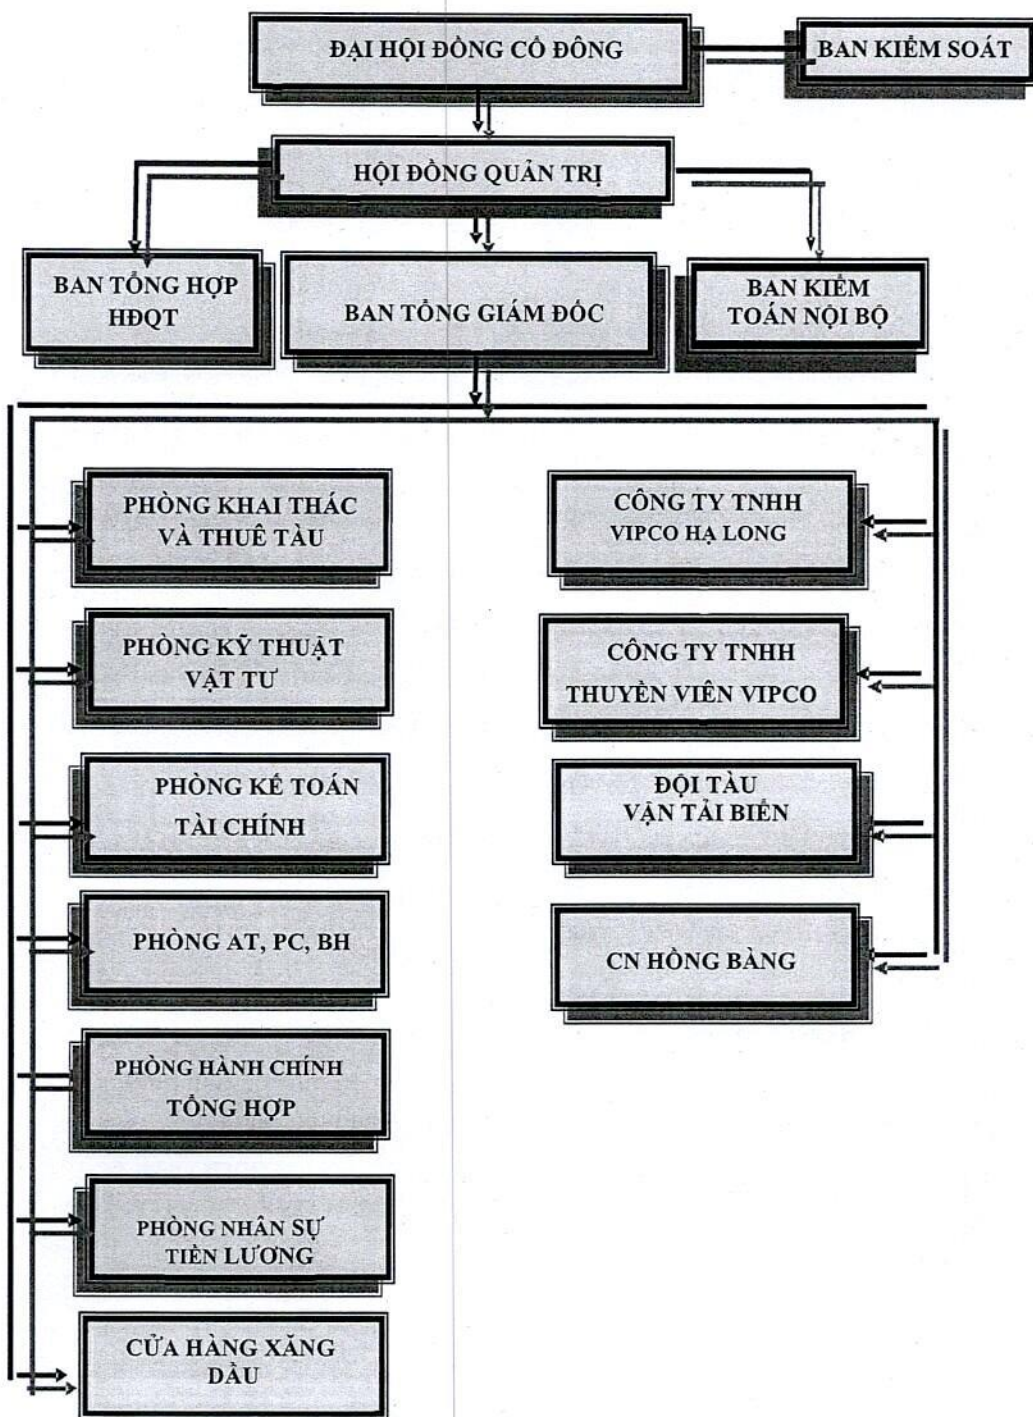 ĐẠI HỘI ĐỒNG CỔ ĐÔNG
BAN KIỂM SOÁT
HỘI ĐỒNG QUẢN TRỊ
BAN TỔNG HỢP
HĐQT
BAN TỔNG GIÁM ĐỐC
BAN KIỂM
TOÁN NỘI BỘ
PHÒNG KHAI THÁC
VÀ THUÊ TÀU
PHÒNG KỸ THUẬT
VẬT TƯ
PHÒNG KẾ TOÁN
TÀI CHÍNH
PHÒNG AT, PC, BH
PHÒNG HÀNH CHÍNH
TỔNG HỢP
PHÒNG NHÂN SỰ
TIỀN LƯƠNG
CỬA HÀNG XĂNG
DẦU
CÔNG TY TNHH
VIPCO HẠ LONG
CÔNG TY TNHH
THUYỀN VIÊN VIPCO
ĐỘI TÀU
VẬN TẢI BIỂN
CN HỒNG BÀNG